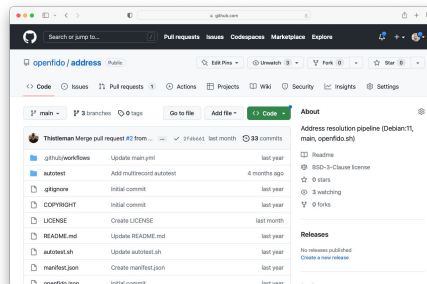 github.com
Search or jump to... / Pull requests Issues Codespaces Marketplace Explore
openfido / address Public Edit Pins Unwatch 3 Fork 0 Star 0
Code Issues Pull requests 1 Actions Projects Wiki Security Insights Settings
main 3 branches 0 tags Go to file Add file Code About
Address resolution pipeline (Debian:11,
main, openfido.sh)
Thistleman Merge pull request #2 from ... last month 33 commits
.github/workflows Update main.yml last year
autotest Add multirecord autotest 4 months ago
.gitignore Initial commit last year
COPYRIGHT Initial commit last year
LICENSE Create LICENSE last month
README.md Update README.md last year
autotest.sh Update autotest.sh last year
manifest.json Create manifest.json last year
openfido.json Initial commit last year
Readme
BSD-3-Clause license
0 stars
3 watching
0 forks
Releases
No releases published
Create a new release